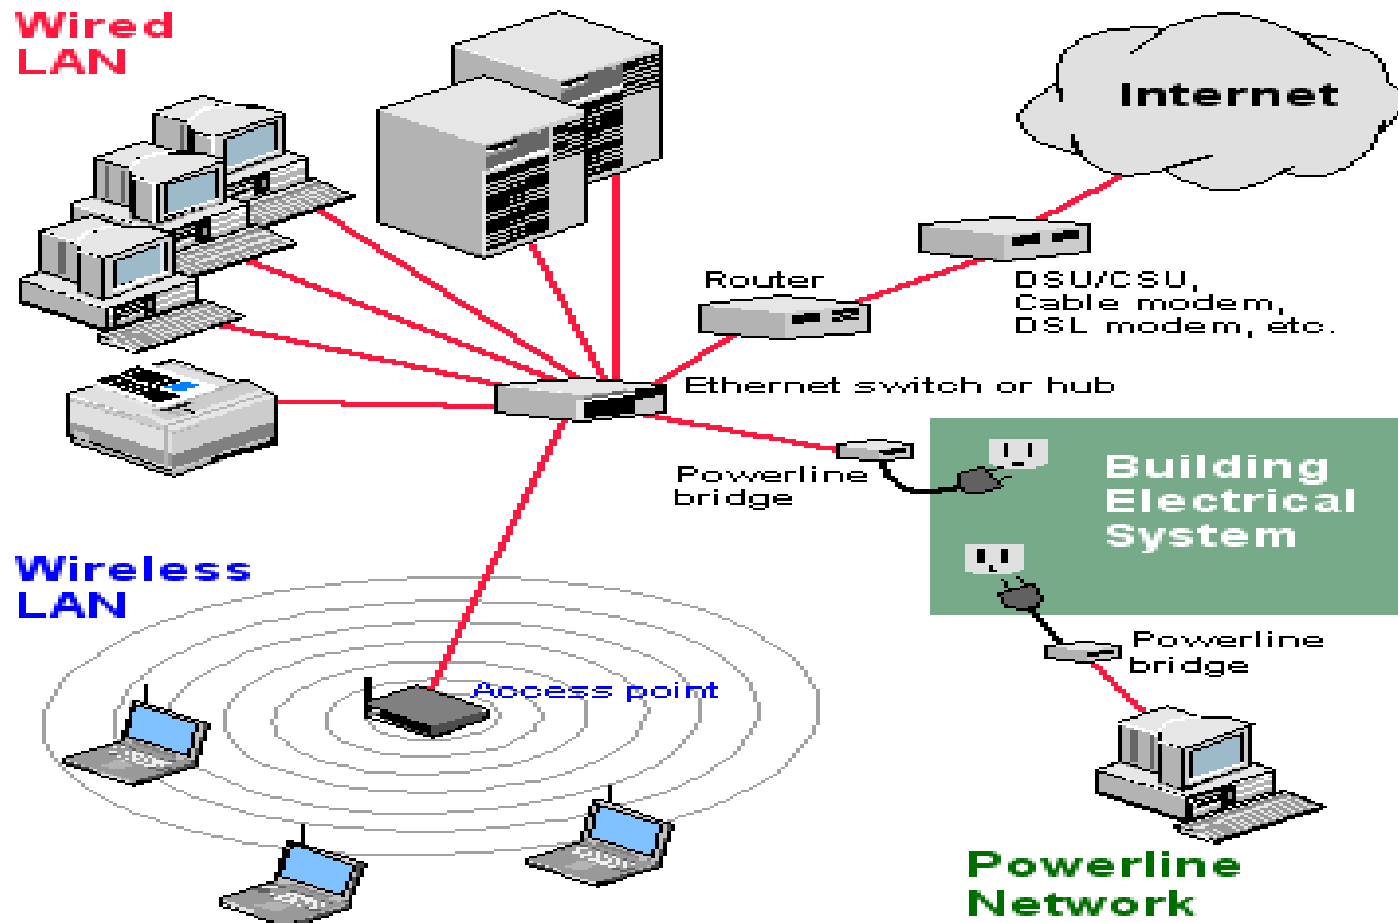 Wired
LAN
Internet
Router
DSU/CSU,
Cable modem,
DSL modem, etc.
Ethernet switch or hub
Powerline
bridge
Building
Electrical
System
Wireless
LAN
Access point
Powerline
bridge
Powerline
Network